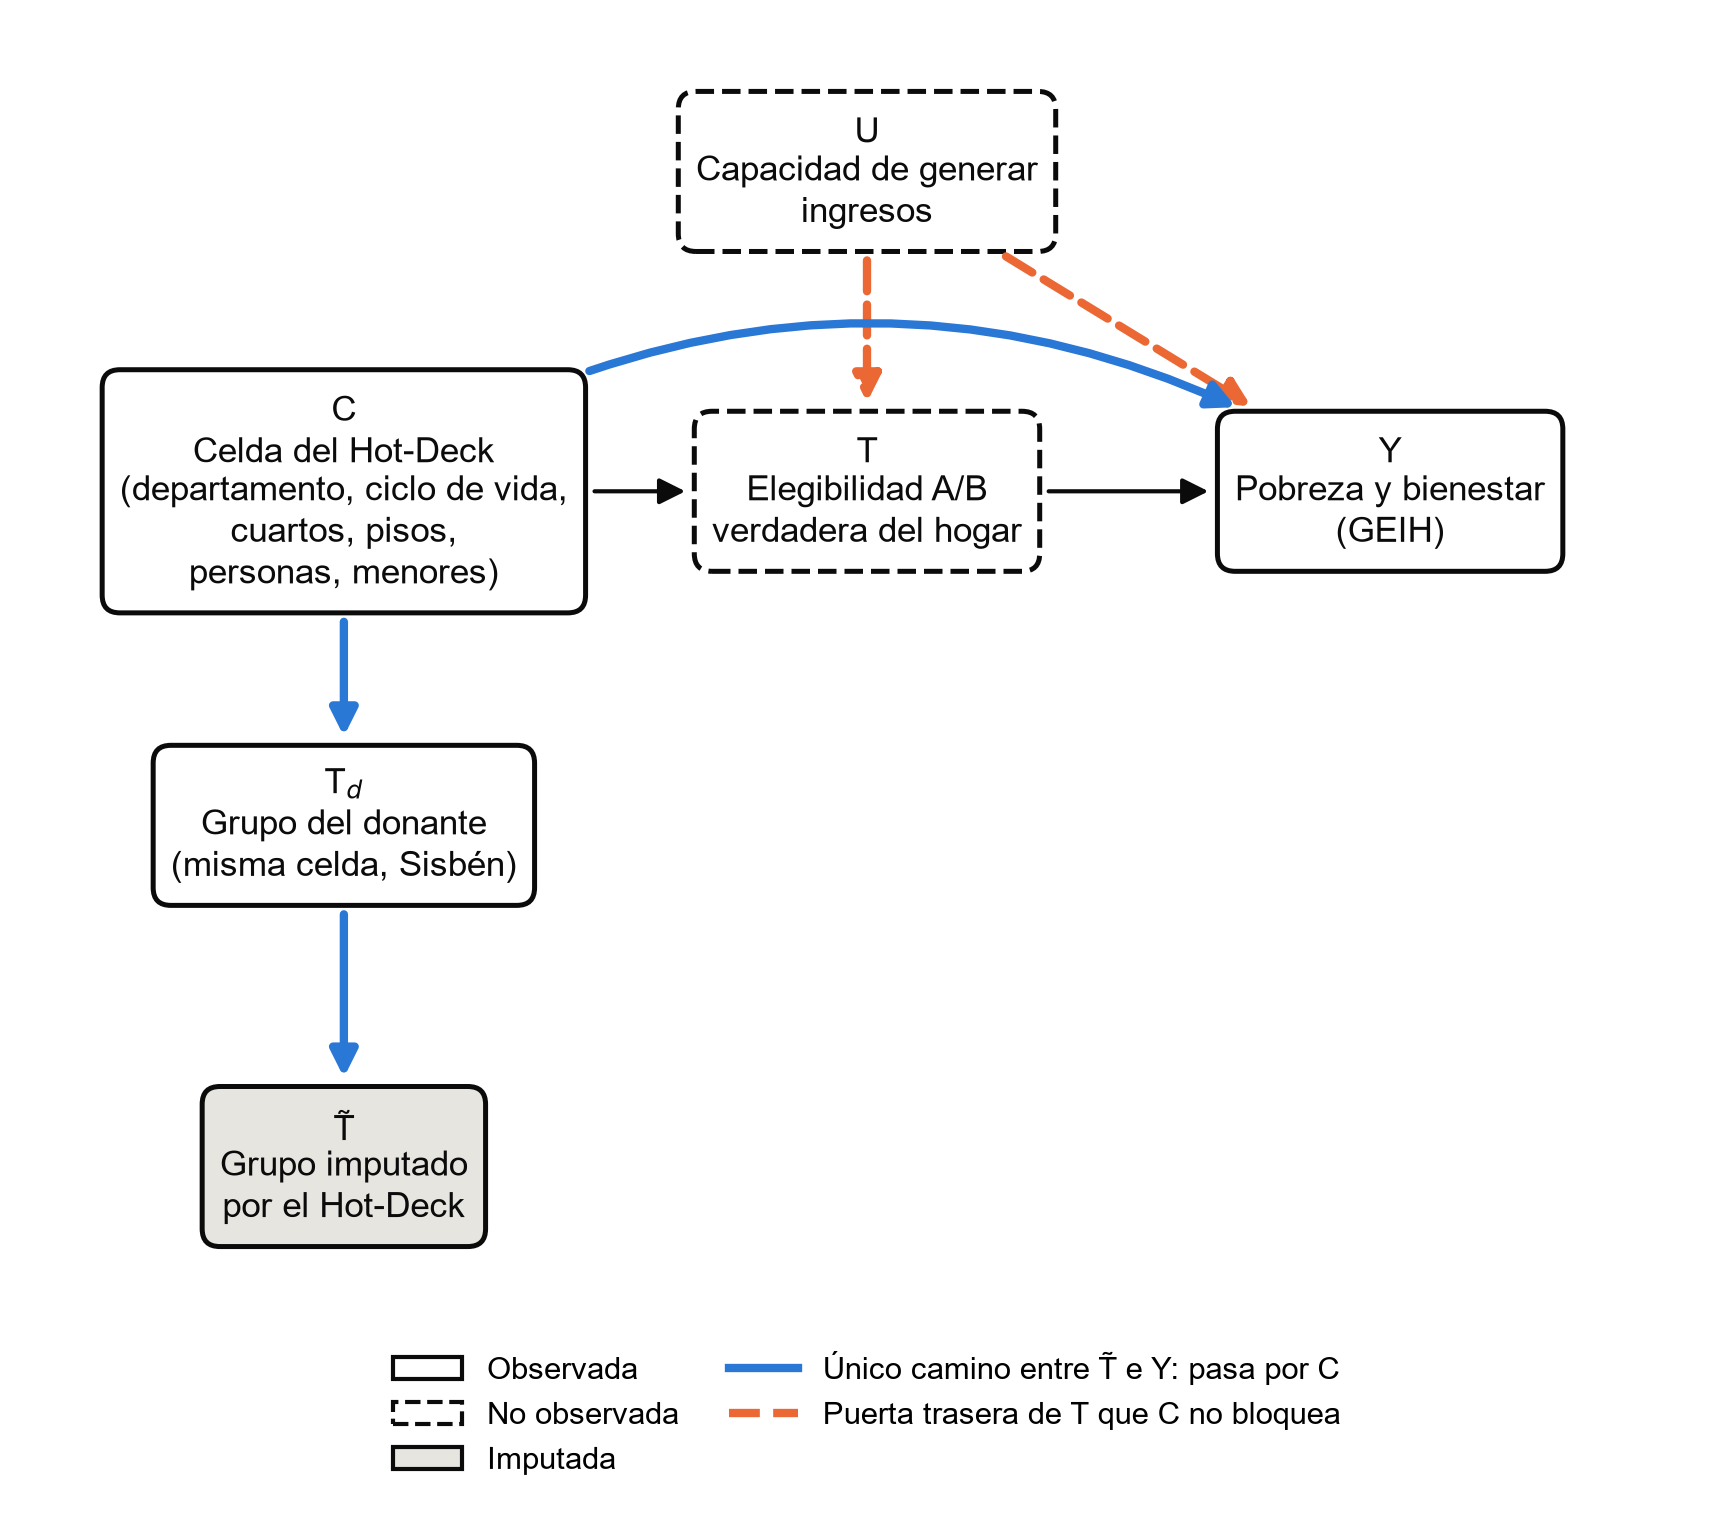 U
Capacidad de generar
ingresos
C
Celda del Hot-Deck
(departamento, ciclo de vida,
cuartos, pisos,
personas, menores)
T
Elegibilidad A/B
verdadera del hogar
Y
Pobreza y bienestar
(GEIH)
T_d
Grupo del donante
(misma celda, Sisbén)
T̃
Grupo imputado
por el Hot-Deck
Observada
No observada
Imputada
Único camino entre T̃ e Y: pasa por C
Puerta trasera de T que C no bloquea